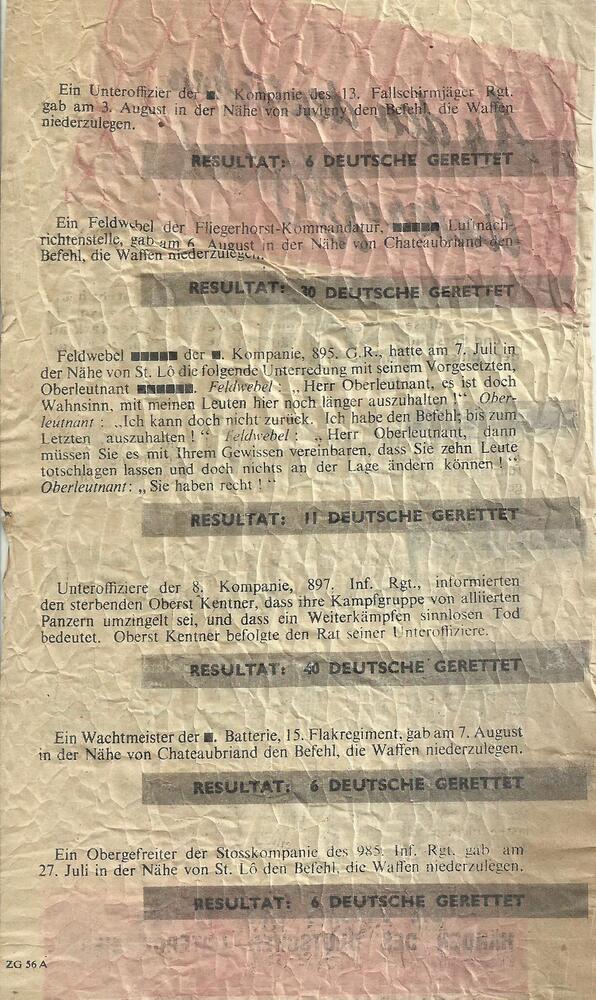 Ein Unteroffizier der ■. Kompanie des 13. Fallschirmjäger Rgt.
gab am 3. August in der Nähe von Juvigny den Befehl, die Waffen
niederzulegen.
RESULTAT: 6 DEUTSCHE GERETTET
Ein Feldwebel der Fliegerhorst-Kommandatur, ■■■■■ Luftnach-
richtenstelle, gab am 6. August in der Nähe von Chateaubriand den
Befehl, die Waffen niederzulegen.
RESULTAT: 30 DEUTSCHE GERETTET
Feldwebel ■■■■■ der ■. Kompanie, 895. G.R., hatte am 7. Juli in
der Nähe von St. Lô die folgende Unterredung mit seinem Vorgesetzten,
Oberleutnant ■■■■■■. Feldwebel: „Herr Oberleutnant, es ist doch
Wahnsinn, mit meinen Leuten hier noch länger auszuhalten!“ Ober-
leutnant: „Ich kann doch nicht zurück. Ich habe den Befehl, bis zum
Letzten auszuhalten!“ Feldwebel: „Herr Oberleutnant, dann
müssen Sie es mit Ihrem Gewissen vereinbaren, dass Sie zehn Leute
totschlagen lassen und doch nichts an der Lage ändern können!“
Oberleutnant: „Sie haben recht!“
RESULTAT: 11 DEUTSCHE GERETTET
Unteroffiziere der 8. Kompanie, 897. Inf. Rgt., informierten
den sterbenden Oberst Kentner, dass ihre Kampfgruppe von alliierten
Panzern umzingelt sei, und dass ein Weiterkämpfen sinnlosen Tod
bedeutet. Oberst Kentner befolgte den Rat seiner Unteroffiziere.
RESULTAT: 40 DEUTSCHE GERETTET
Ein Wachtmeister der ■. Batterie, 15. Flakregiment, gab am 7. August
in der Nähe von Chateaubriand den Befehl, die Waffen niederzulegen.
RESULTAT: 6 DEUTSCHE GERETTET
Ein Obergefreiter der Stosskompanie des 985. Inf. Rgt. gab am
27. Juli in der Nähe von St. Lô den Befehl, die Waffen niederzulegen.
RESULTAT: 6 DEUTSCHE GERETTET
ZG 56 A